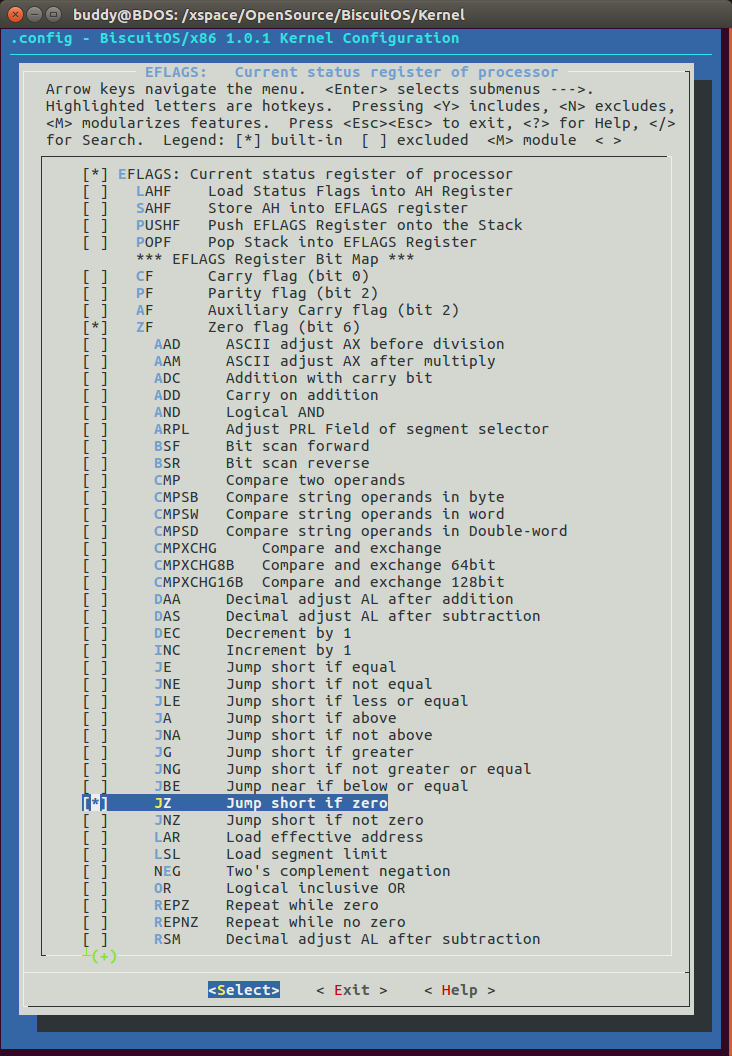 buddy@BDOS: /xspace/OpenSource/BiscuitOS/Kernel
.config - BiscuitOS/x86 1.0.1 Kernel Configuration
EFLAGS:   Current status register of processor
Arrow keys navigate the menu.  <Enter> selects submenus --->.
Highlighted letters are hotkeys.  Pressing <Y> includes, <N> excludes,
<M> modularizes features.  Press <Esc><Esc> to exit, <?> for Help, </>
for Search.  Legend: [*] built-in  [ ] excluded  <M> module  < >
[*] EFLAGS: Current status register of processor
[ ]   LAHF    Load Status Flags into AH Register
[ ]   SAHF    Store AH into EFLAGS register
[ ]   PUSHF   Push EFLAGS Register onto the Stack
[ ]   POPF    Pop Stack into EFLAGS Register
*** EFLAGS Register Bit Map ***
[ ]   CF      Carry flag (bit 0)
[ ]   PF      Parity flag (bit 2)
[ ]   AF      Auxiliary Carry flag (bit 2)
[*]   ZF      Zero flag (bit 6)
[ ]     AAD     ASCII adjust AX before division
[ ]     AAM     ASCII adjust AX after multiply
[ ]     ADC     Addition with carry bit
[ ]     ADD     Carry on addition
[ ]     AND     Logical AND
[ ]     ARPL    Adjust PRL Field of segment selector
[ ]     BSF     Bit scan forward
[ ]     BSR     Bit scan reverse
[ ]     CMP     Compare two operands
[ ]     CMPSB   Compare string operands in byte
[ ]     CMPSW   Compare string operands in word
[ ]     CMPSD   Compare string operands in Double-word
[ ]     CMPXCHG     Compare and exchange
[ ]     CMPXCHG8B   Compare and exchange 64bit
[ ]     CMPXCHG16B  Compare and exchange 128bit
[ ]     DAA     Decimal adjust AL after addition
[ ]     DAS     Decimal adjust AL after subtraction
[ ]     DEC     Decrement by 1
[ ]     INC     Increment by 1
[ ]     JE      Jump short if equal
[ ]     JNE     Jump short if not equal
[ ]     JLE     Jump short if less or equal
[ ]     JA      Jump short if above
[ ]     JNA     Jump short if not above
[ ]     JG      Jump short if greater
[ ]     JNG     Jump short if not greater or equal
[ ]     JBE     Jump near if below or equal
[*]     JZ      Jump short if zero
[ ]     JNZ     Jump short if not zero
[ ]     LAR     Load effective address
[ ]     LSL     Load segment limit
[ ]     NEG     Two's complement negation
[ ]     OR      Logical inclusive OR
[ ]     REPZ    Repeat while zero
[ ]     REPNZ   Repeat while no zero
[ ]     RSM     Decimal adjust AL after subtraction
(+)
<Select>    < Exit >    < Help >